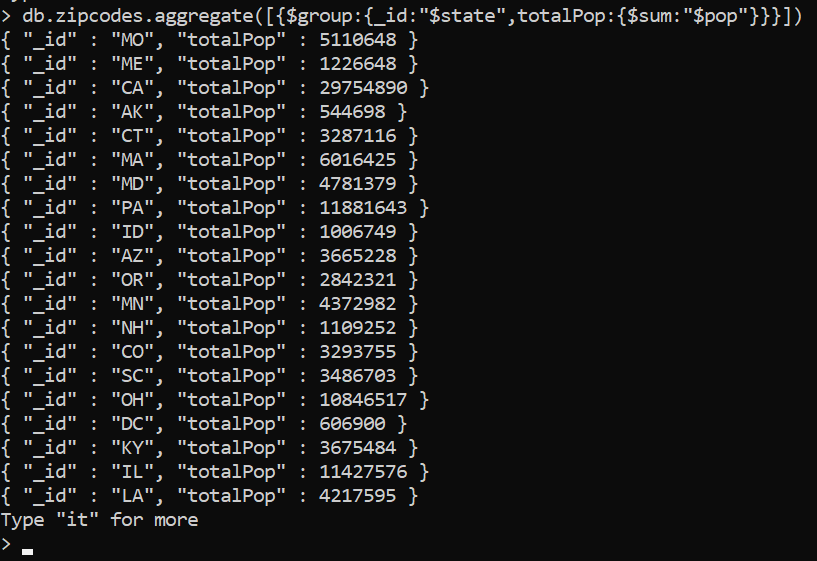 > db.zipcodes.aggregate([{$group:{_id:"$state",totalPop:{$sum:"$pop"}}}])
{ "_id" : "MO", "totalPop" : 5110648 }
{ "_id" : "ME", "totalPop" : 1226648 }
{ "_id" : "CA", "totalPop" : 29754890 }
{ "_id" : "AK", "totalPop" : 544698 }
{ "_id" : "CT", "totalPop" : 3287116 }
{ "_id" : "MA", "totalPop" : 6016425 }
{ "_id" : "MD", "totalPop" : 4781379 }
{ "_id" : "PA", "totalPop" : 11881643 }
{ "_id" : "ID", "totalPop" : 1006749 }
{ "_id" : "AZ", "totalPop" : 3665228 }
{ "_id" : "OR", "totalPop" : 2842321 }
{ "_id" : "MN", "totalPop" : 4372982 }
{ "_id" : "NH", "totalPop" : 1109252 }
{ "_id" : "CO", "totalPop" : 3293755 }
{ "_id" : "SC", "totalPop" : 3486703 }
{ "_id" : "OH", "totalPop" : 10846517 }
{ "_id" : "DC", "totalPop" : 606900 }
{ "_id" : "KY", "totalPop" : 3675484 }
{ "_id" : "IL", "totalPop" : 11427576 }
{ "_id" : "LA", "totalPop" : 4217595 }
Type "it" for more
>